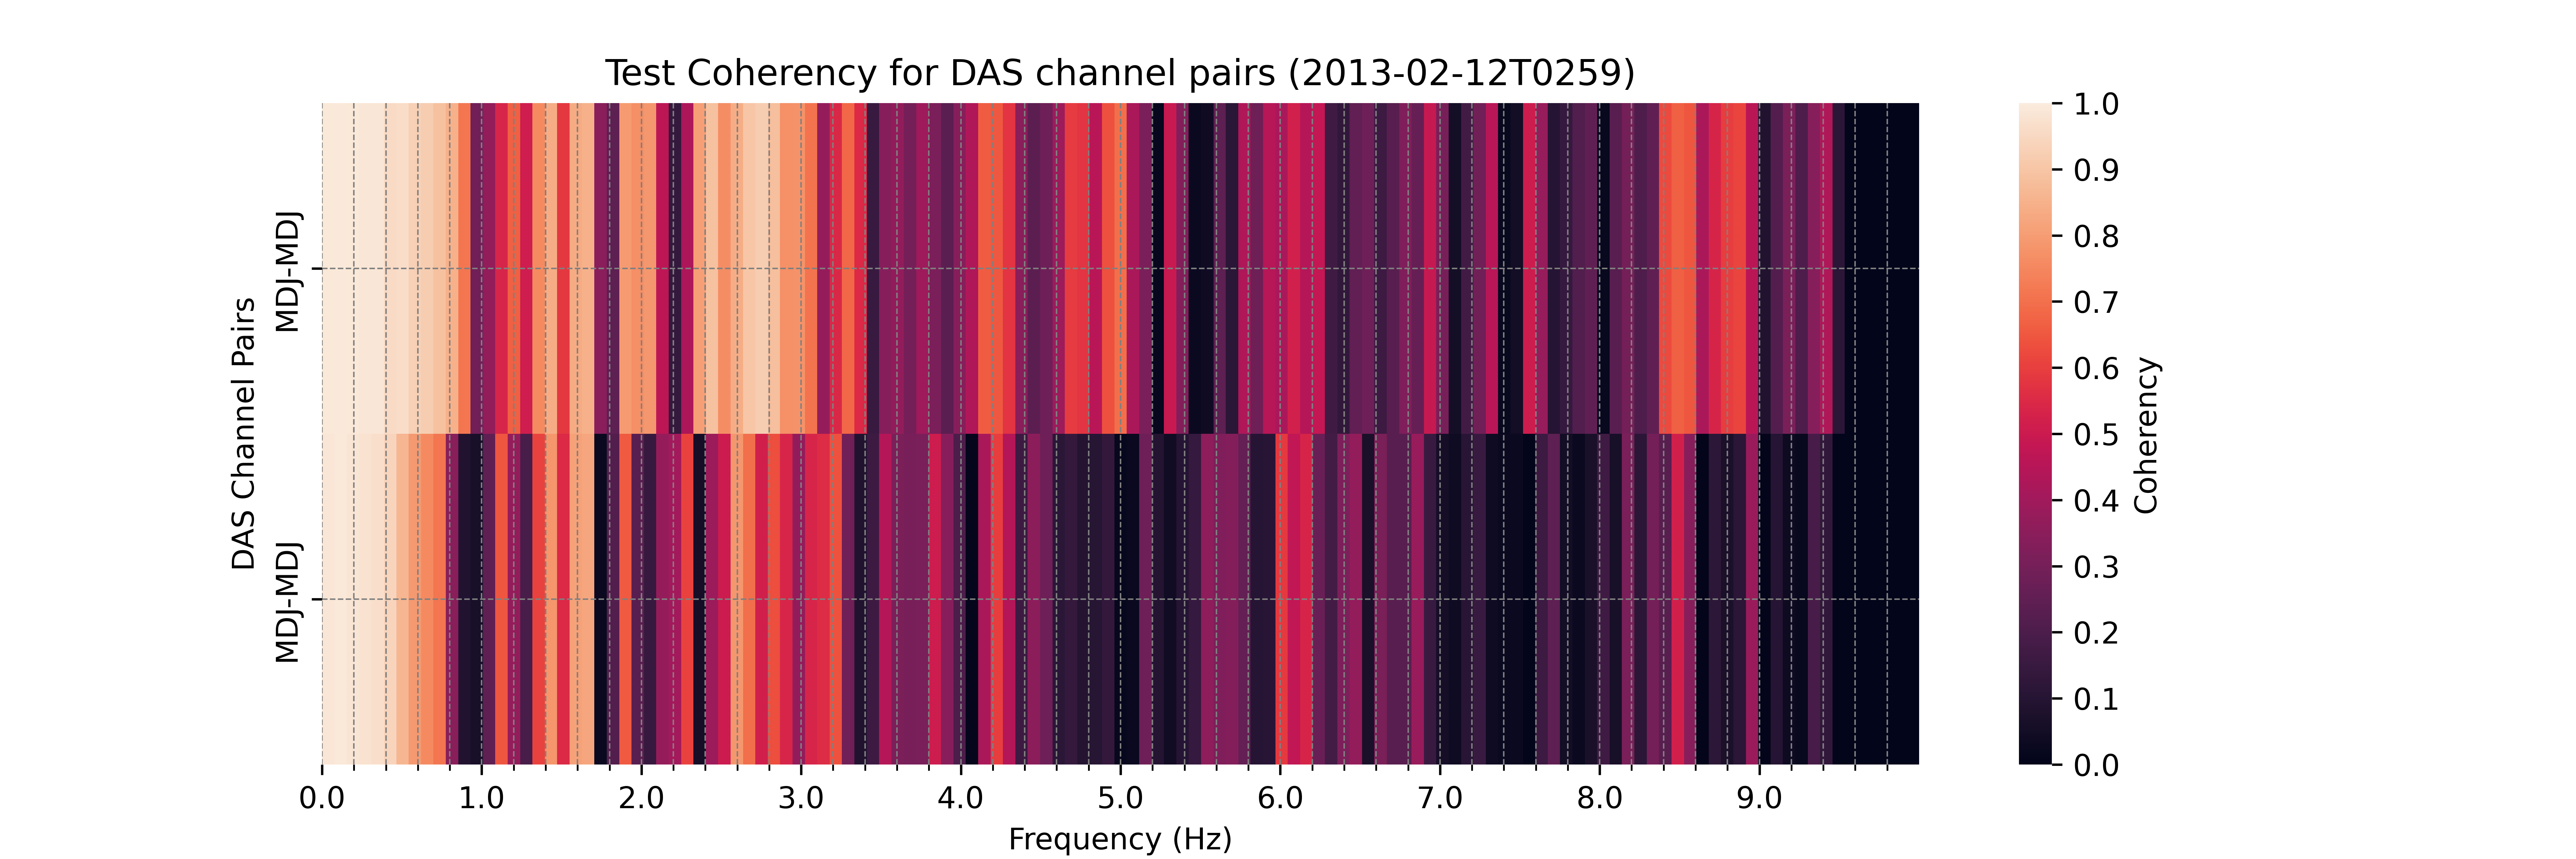 Test Coherency for DAS channel pairs (2013-02-12T0259)
DAS Channel Pairs
MDJ-MDJ
MDJ-MDJ
0.0 1.0 2.0 3.0 4.0 5.0 6.0 7.0 8.0 9.0
Frequency (Hz)
1.0
0.9
0.8
0.7
0.6
0.5
0.4
0.3
0.2
0.1
0.0
Coherency